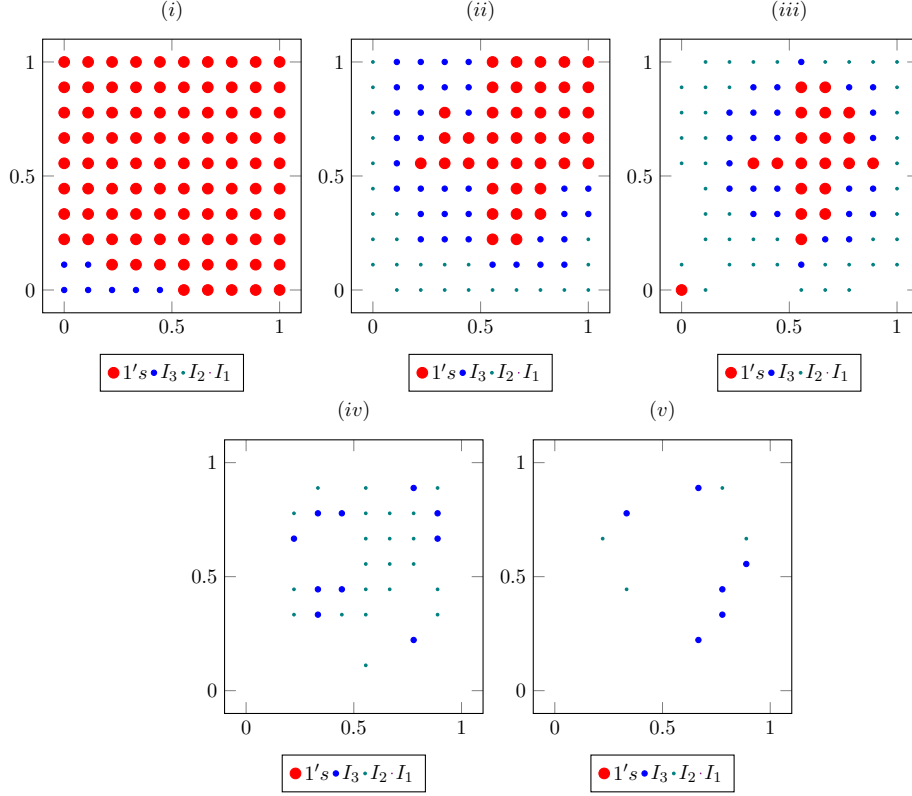 (i) (ii) (iii)
1 1 1
0.5 0.5 0.5
0 0 0
0 0.5 1 0 0.5 1 0 0.5 1
1's I₃ I₂ I₁ 1's I₃ I₂ I₁ 1's I₃ I₂ I₁
(iv) (v)
1 1
0.5 0.5
0 0
0 0.5 1 0 0.5 1
1's I₃ I₂ I₁ 1's I₃ I₂ I₁